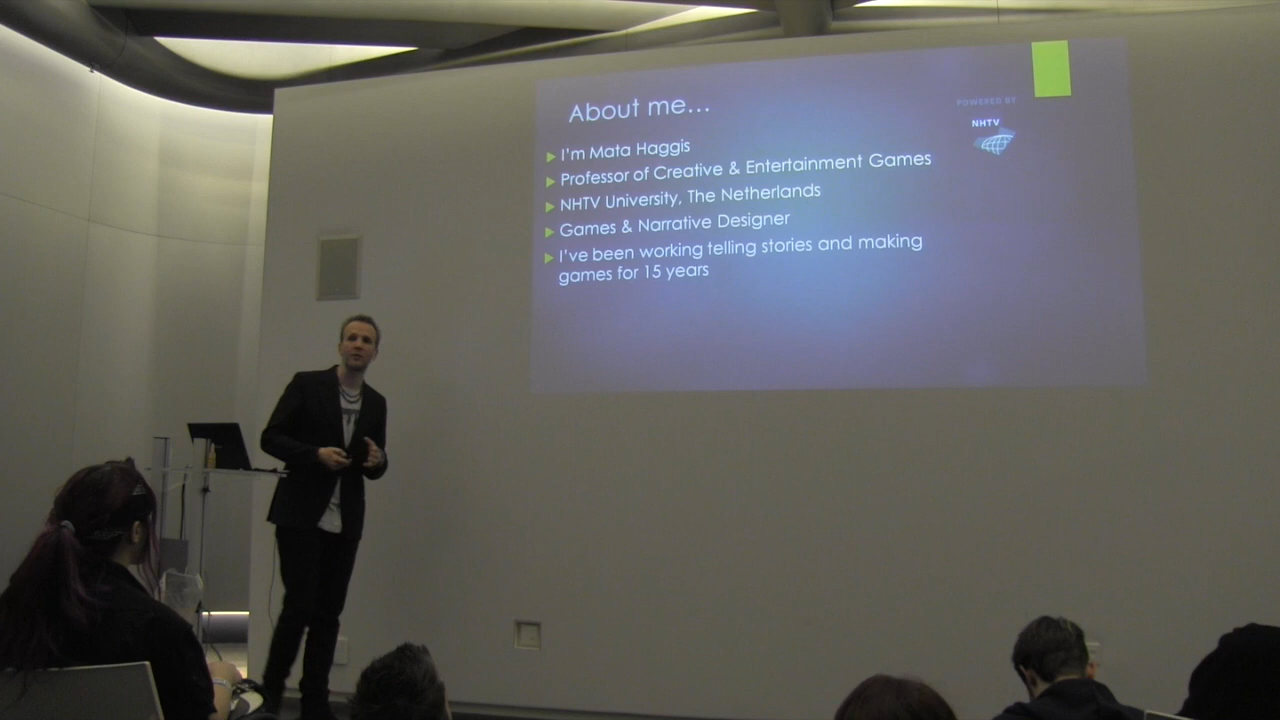 About me...
I'm Mata Haggis
Professor of Creative & Entertainment Games
NHTV University, The Netherlands
Games & Narrative Designer
I've been working telling stories and making
games for 15 years
POWERED BY
NHTV